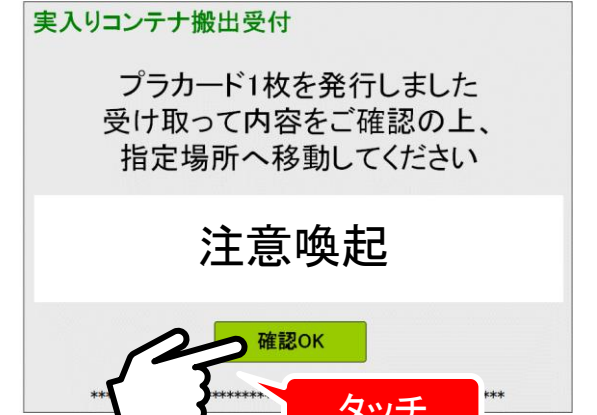 実入りコンテナ搬出受付
プラカード1枚を発行しました
受け取って内容をご確認の上、
指定場所へ移動してください
注意喚起
確認OK
タッチ